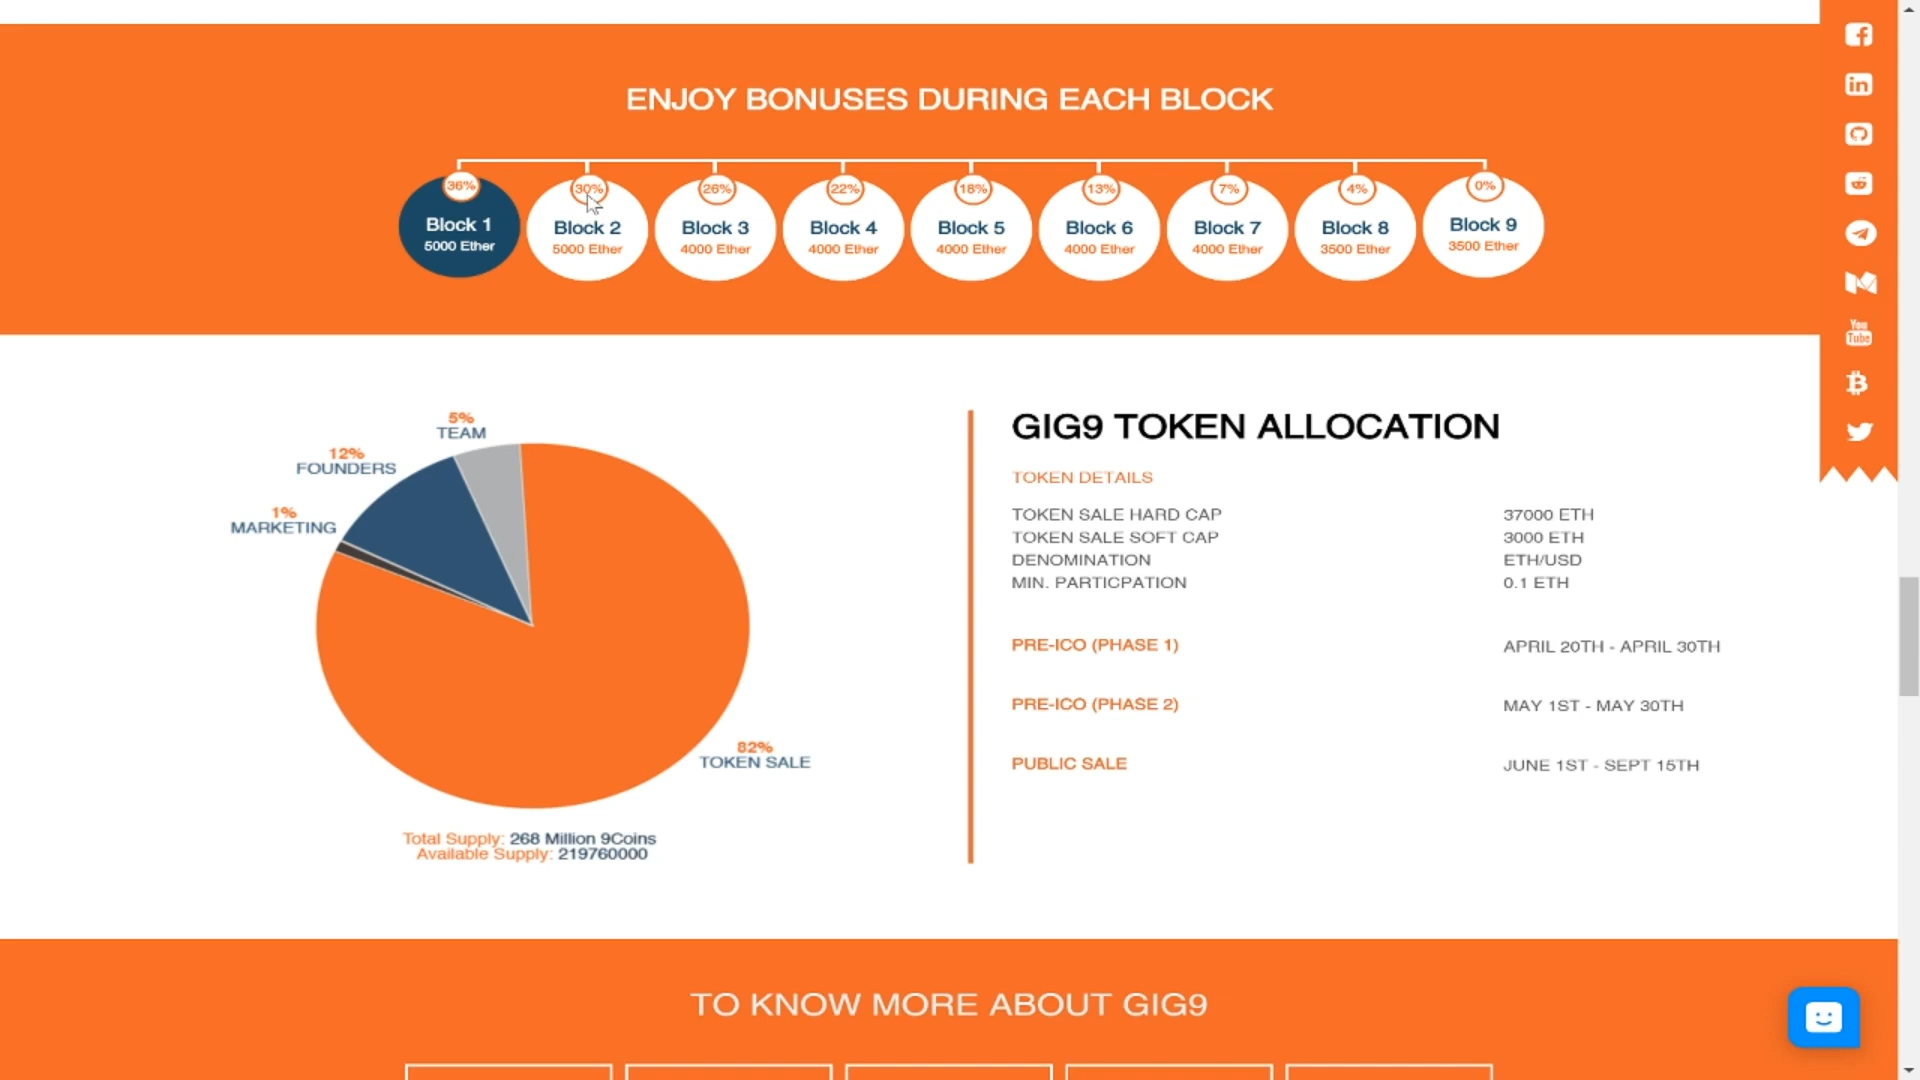 ENJOY BONUSES DURING EACH BLOCK
36%
30%
26%
22%
18%
13%
7%
4%
0%
Block 1
Block 2
Block 3
Block 4
Block 5
Block 6
Block 7
Block 8
Block 9
5000 Ether
5000 Ether
4000 Ether
4000 Ether
4000 Ether
4000 Ether
4000 Ether
3500 Ether
3500 Ether
You
Tube
5%
TEAM
12%
FOUNDERS
1%
MARKETING
82%
TOKEN SALE
Total Supply: 268 Million 9Coins
Available Supply: 219760000
GIG9 TOKEN ALLOCATION
TOKEN DETAILS
TOKEN SALE HARD CAP 37000 ETH
TOKEN SALE SOFT CAP 3000 ETH
DENOMINATION ETH/USD
MIN. PARTICPATION 0.1 ETH
PRE-ICO (PHASE 1) APRIL 20TH - APRIL 30TH
PRE-ICO (PHASE 2) MAY 1ST - MAY 30TH
PUBLIC SALE JUNE 1ST - SEPT 15TH
TO KNOW MORE ABOUT GIG9